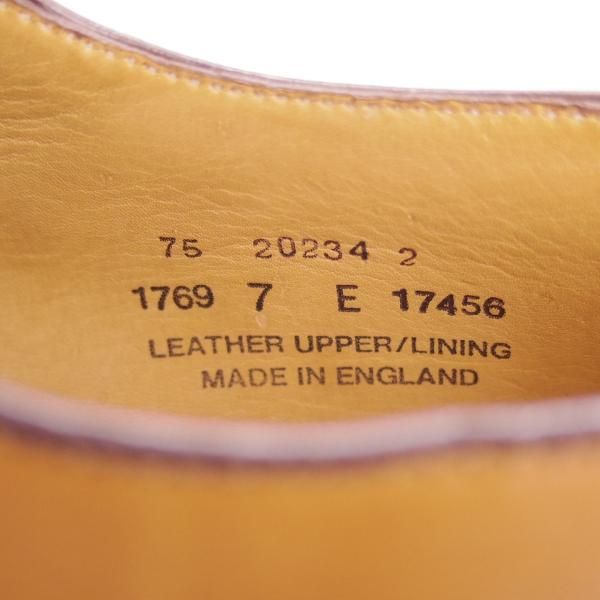 75 20234 2
1769 7 E 17456
LEATHER UPPER/LINING
MADE IN ENGLAND